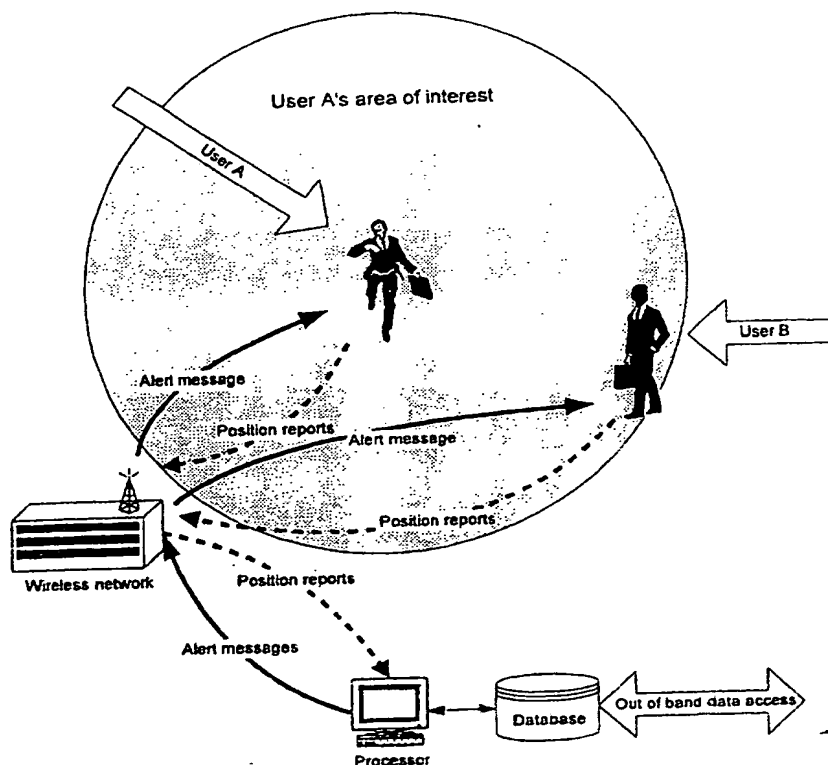 User A's area of interest
User A
User B
Alert message
Position reports
Alert message
Position reports
Wireless network
Position reports
Alert messages
Database
Out of band data access
Processor